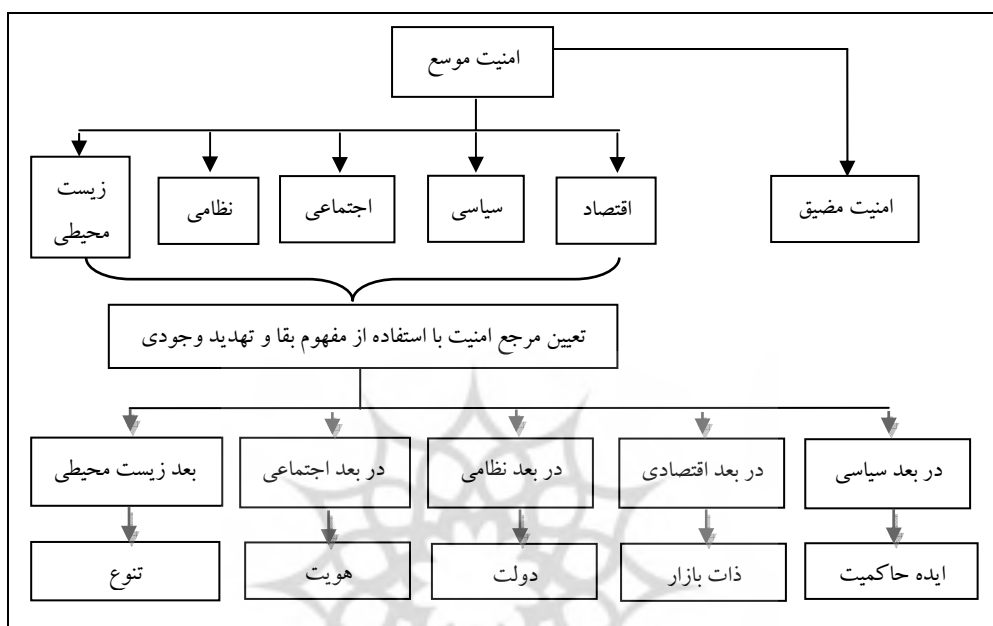 امنیت موسع
امنیت مضیق
اقتصاد
سیاسی
اجتماعی
نظامی
زیست
محیطی
تعیین مرجع امنیت با استفاده از مفهوم بقا و تهدید وجودی
در بعد سیاسی
در بعد اقتصادی
در بعد نظامی
در بعد اجتماعی
بعد زیست محیطی
ایده حاکمیت
ذات بازار
دولت
هویت
تنوع